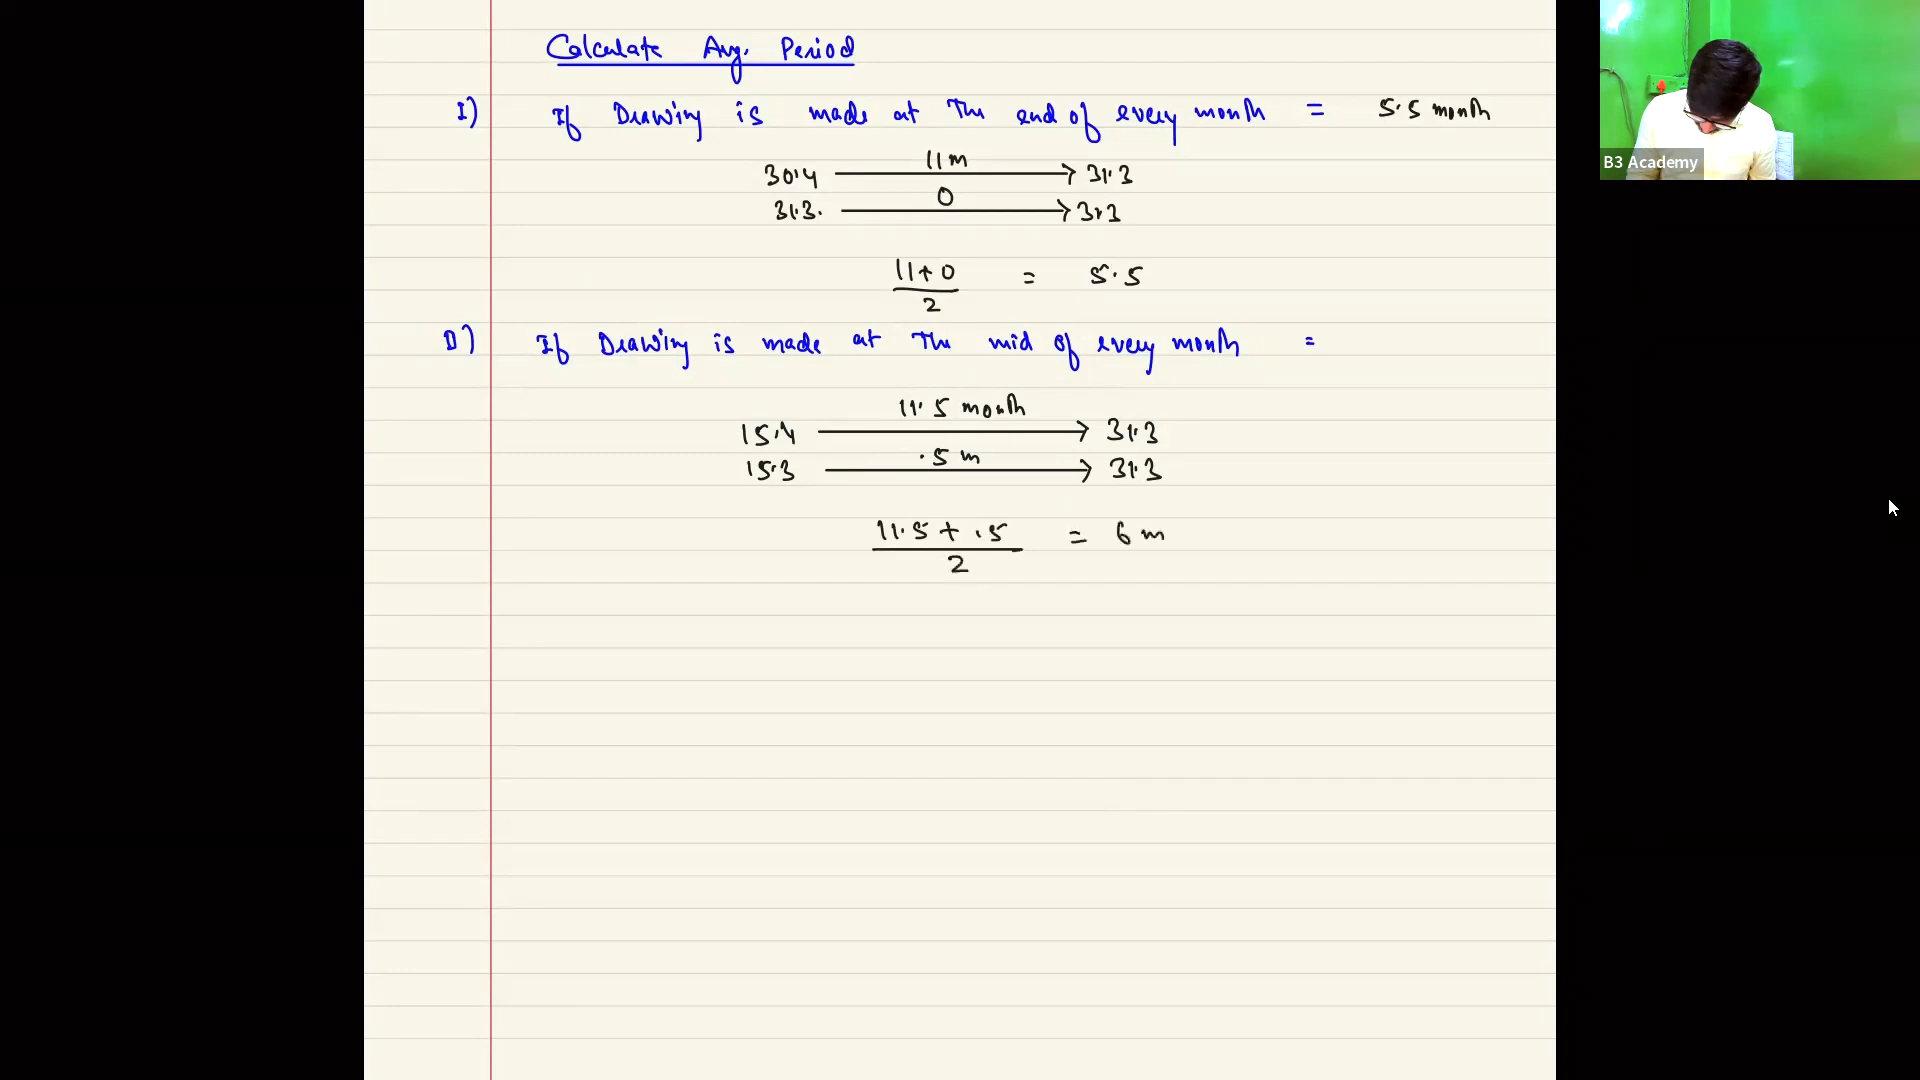 Calculate Avg. Period
I) If Drawing is made at the end of every month = 5.5 month
30.4 11m 31.3
31.3. 0 31.3
11+0 / 2 = 5.5
II) If Drawing is made at the mid of every month =
15.4 11.5 month 31.3
15.3 .5 m 31.3
11.5 + .5 / 2 = 6 m
B3 Academy